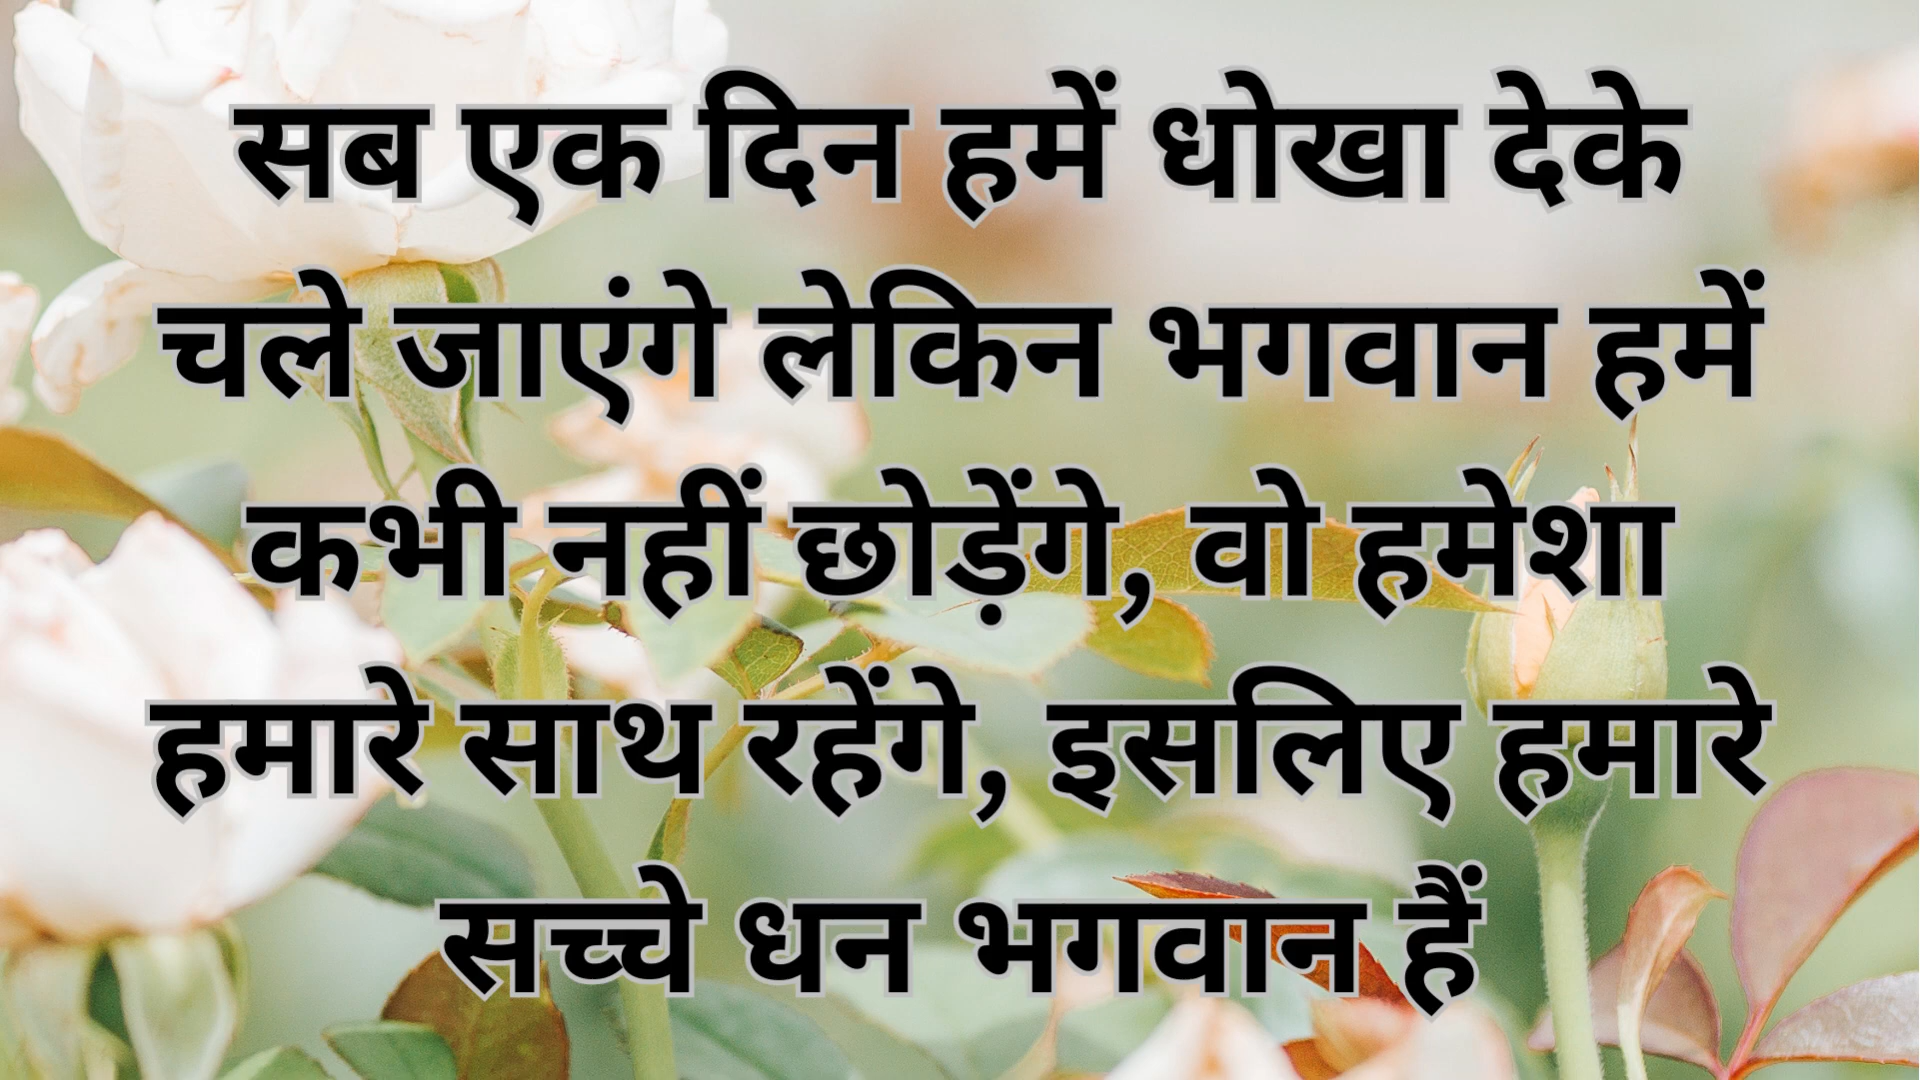 सब एक दिन हमें धोखा देके
चले जाएंगे लेकिन भगवान हमें
कभी नहीं छोड़ेंगे, वो हमेशा
हमारे साथ रहेंगे, इसलिए हमारे
सच्चे धन भगवान हैं